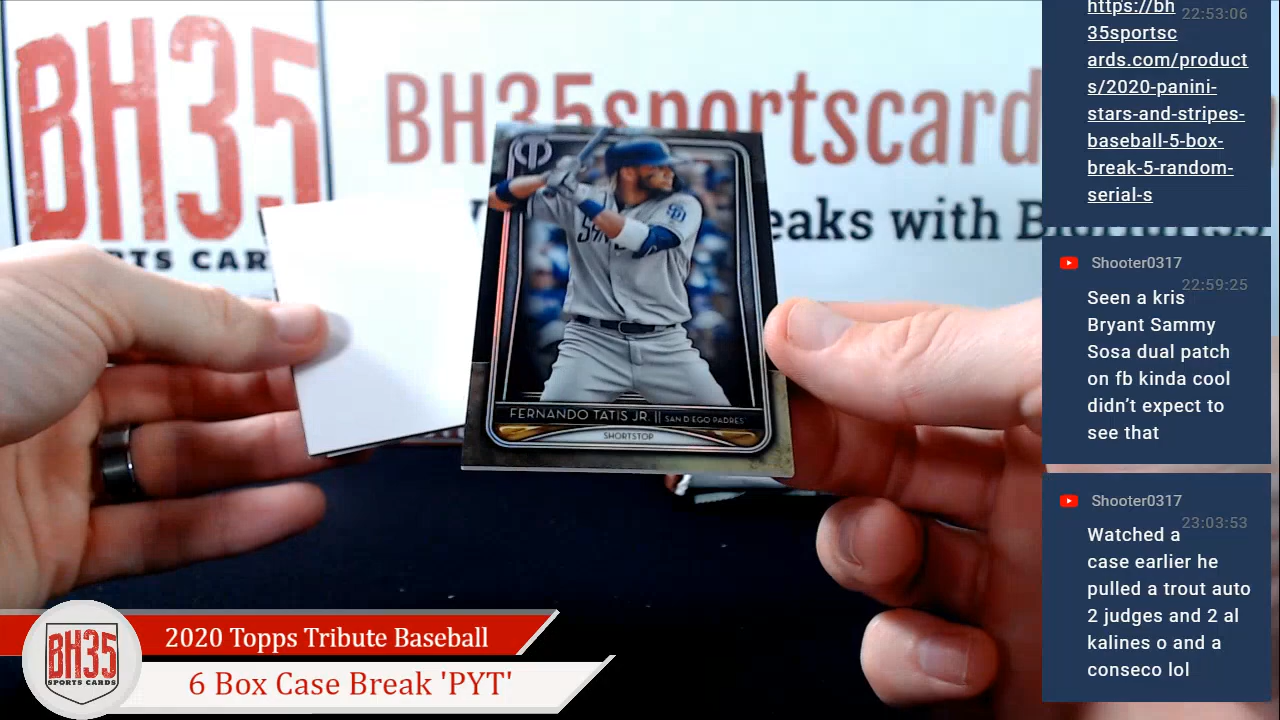 BH35
RTS CAR
BH35sportscard
eaks with B
SAN D
SD
FERNANDO TATIS JR. || SAN DIEGO PADRES
SHORTSTOP
BH35
SPORTS CARDS
2020 Topps Tribute Baseball
6 Box Case Break 'PYT'
https://bh
22:53:06
35sportsc
ards.com/product
s/2020-panini-
stars-and-stripes-
baseball-5-box-
break-5-random-
serial-s
Shooter0317
22:59:25
Seen a kris
Bryant Sammy
Sosa dual patch
on fb kinda cool
didn't expect to
see that
Shooter0317
23:03:53
Watched a
case earlier he
pulled a trout auto
2 judges and 2 al
kalines o and a
conseco lol